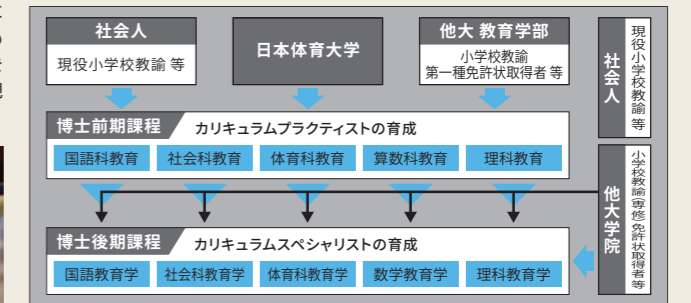 社会人
現役小学校教諭 等
日本体育大学
他大 教育学部
小学校教諭
第一種免許状取得者 等
社会人
現役小学校教諭 等
博士前期課程
カリキュラムプラクティストの育成
国語科教育
社会科教育
体育科教育
算数科教育
理科教育
他大学院
小学校教諭専修免許状取得者等
博士後期課程
カリキュラムスペシャリストの育成
国語教育学
社会科教育学
体育科教育学
数学教育学
理科教育学